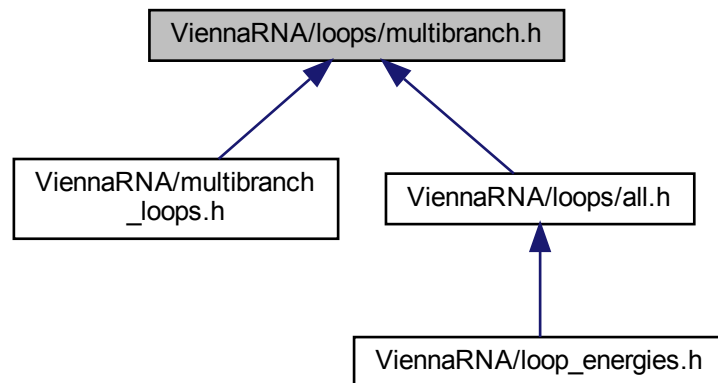 ViennaRNA/loops/multibranch.h
ViennaRNA/multibranch
_loops.h
ViennaRNA/loops/all.h
ViennaRNA/loop_energies.h